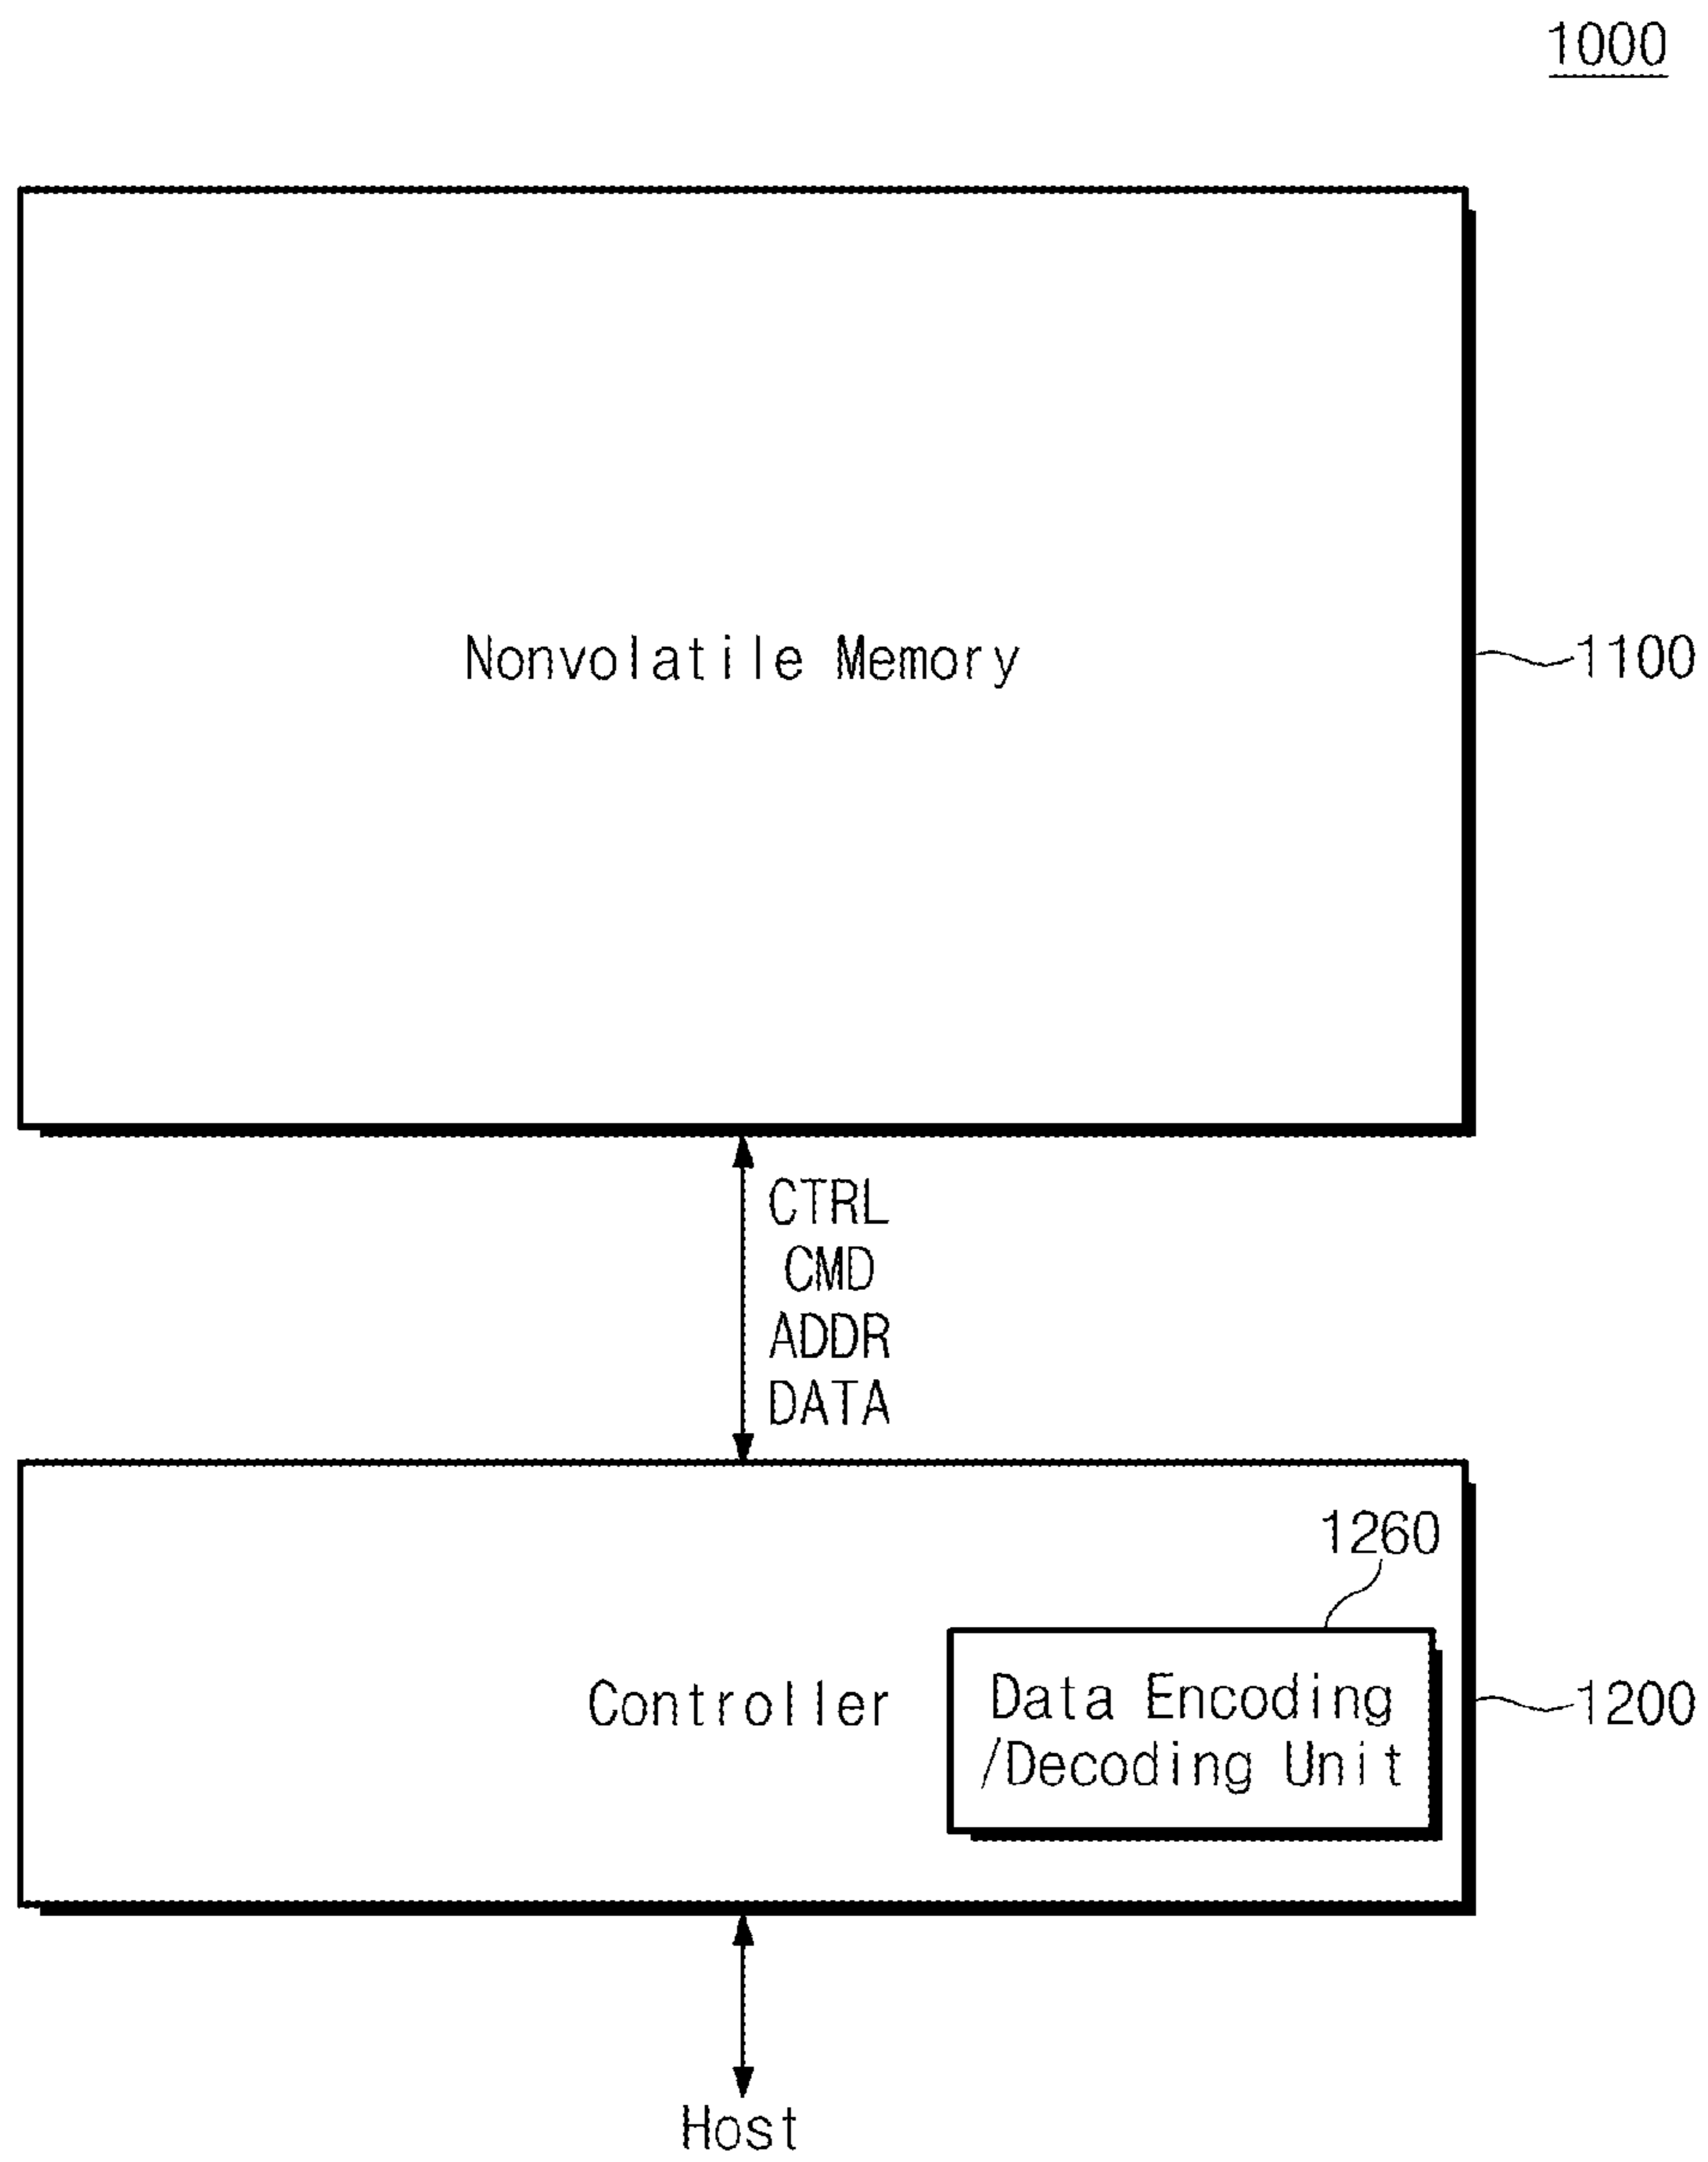 1000
Nonvolatile Memory
1100
CTRL
CMD
ADDR
DATA
1260
Controller
Data Encoding
/Decoding Unit
1200
Host